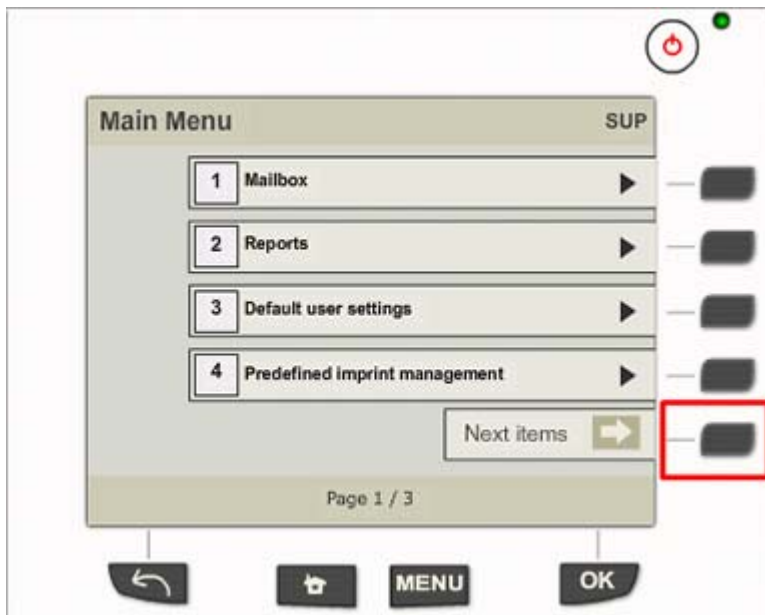 Main Menu SUP
1 Mailbox
2 Reports
3 Default user settings
4 Predefined imprint management
Next items
Page 1 / 3
MENU OK